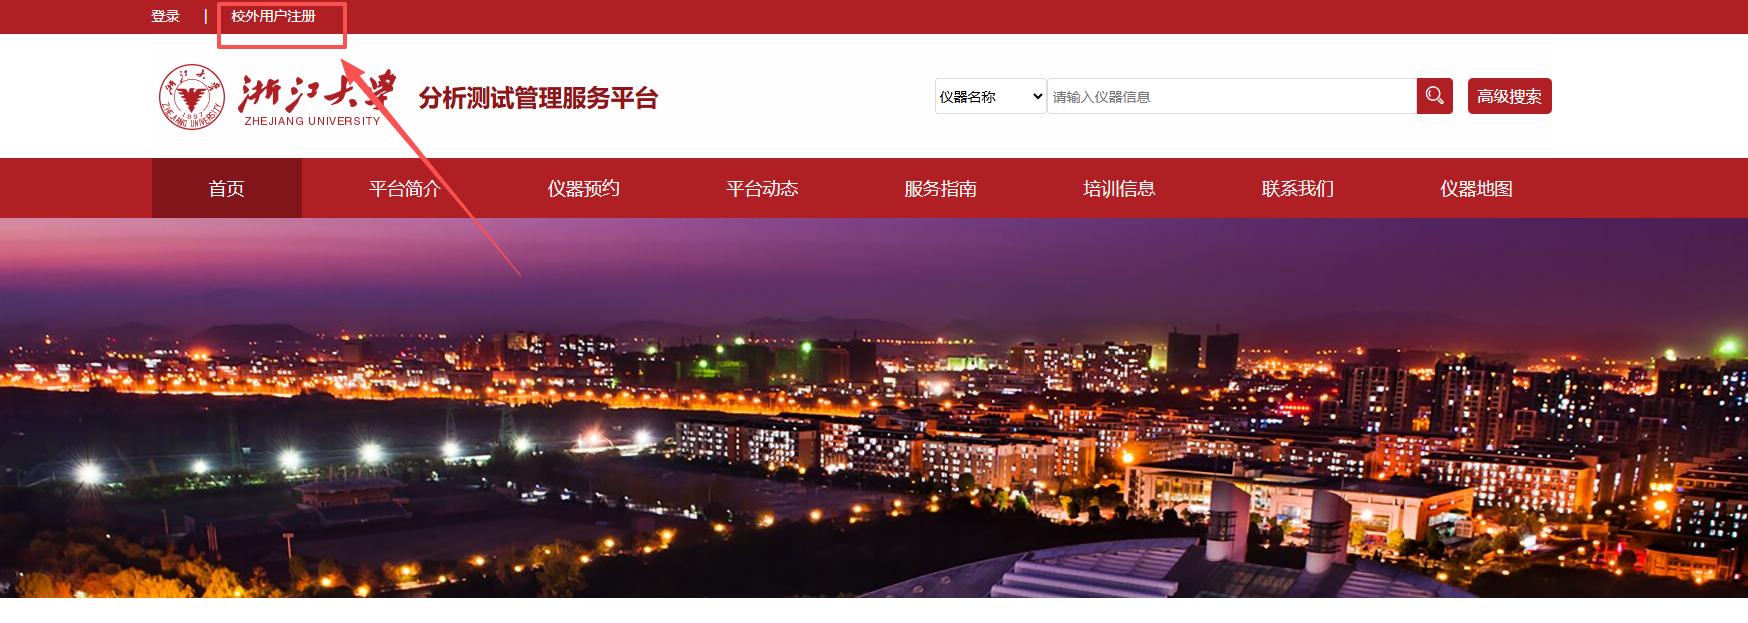 登录 | 校外用户注册
浙江大学
ZHEJIANG UNIVERSITY
1897
分析测试管理服务平台
仪器名称
请输入仪器信息
高级搜索
首页
平台简介
仪器预约
平台动态
服务指南
培训信息
联系我们
仪器地图